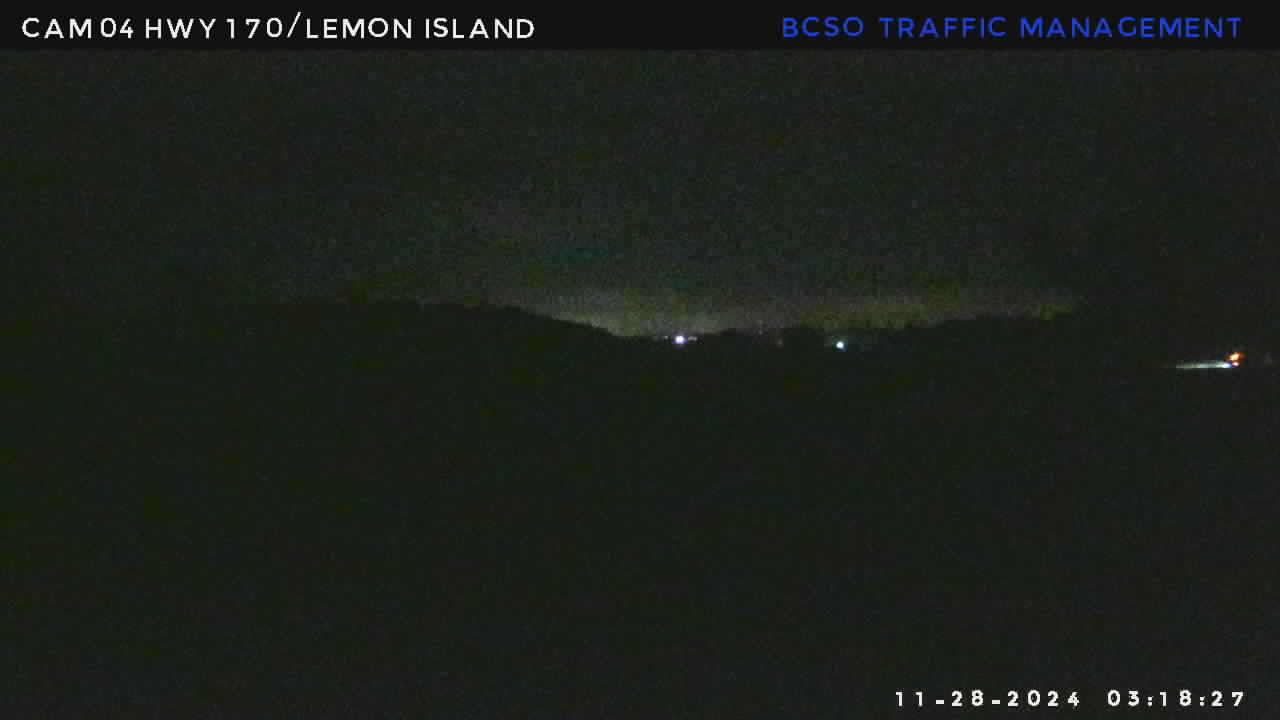 CAM04 HWY 170/LEMON ISLAND
BCSO TRAFFIC MANAGEMENT
11-28-2024 03:18:27